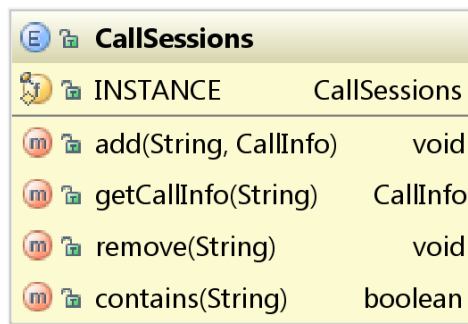 E CallSessions
f INSTANCE CallSessions
m add(String, CallInfo) void
m getCallInfo(String) CallInfo
m remove(String) void
m contains(String) boolean